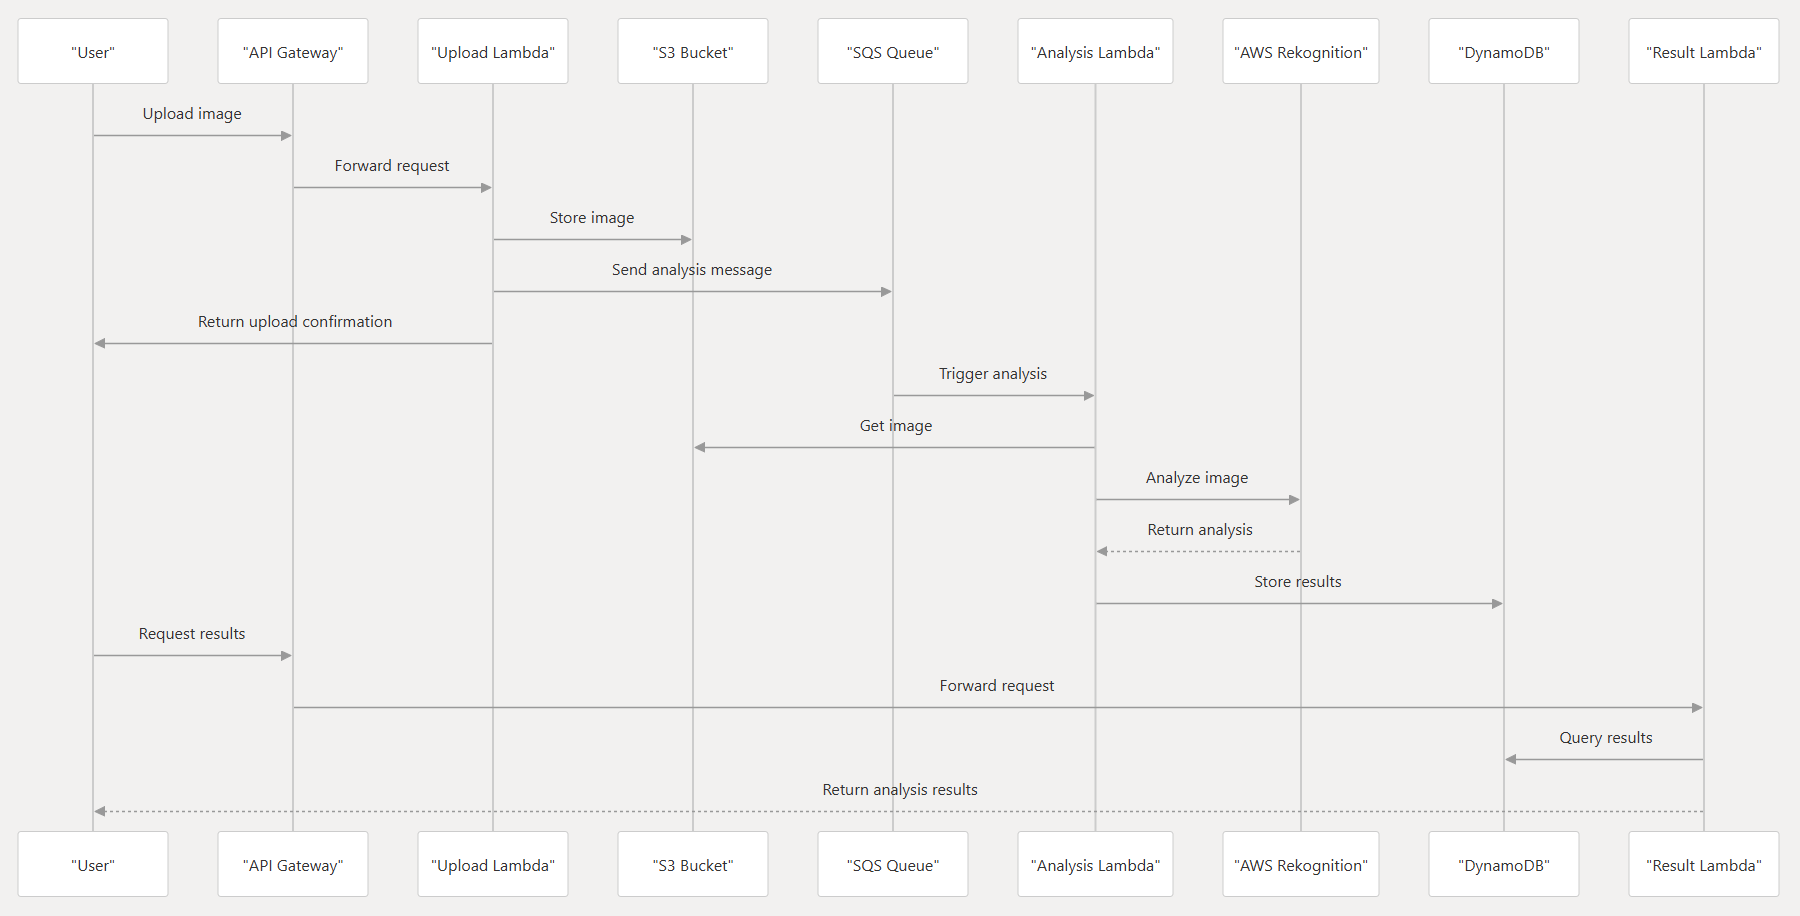 "User"
"API Gateway"
"Upload Lambda"
"S3 Bucket"
"SQS Queue"
"Analysis Lambda"
"AWS Rekognition"
"DynamoDB"
"Result Lambda"
Upload image
Forward request
Store image
Send analysis message
Return upload confirmation
Trigger analysis
Get image
Analyze image
Return analysis
Store results
Request results
Forward request
Query results
Return analysis results
"User"
"API Gateway"
"Upload Lambda"
"S3 Bucket"
"SQS Queue"
"Analysis Lambda"
"AWS Rekognition"
"DynamoDB"
"Result Lambda"